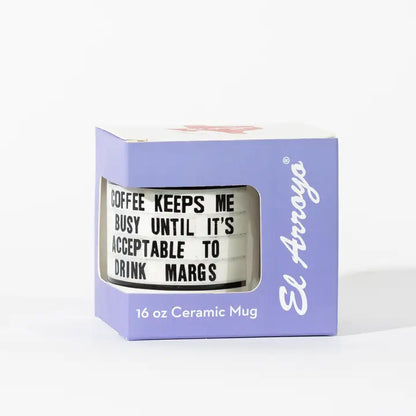 COFFEE KEEPS ME
BUSY UNTIL IT'S
ACCEPTABLE TO
DRINK MARGS
16 oz Ceramic Mug
El Arroyo®